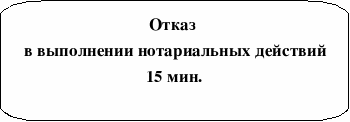 Отказ
в выполнении нотариальных действий
15 мин.